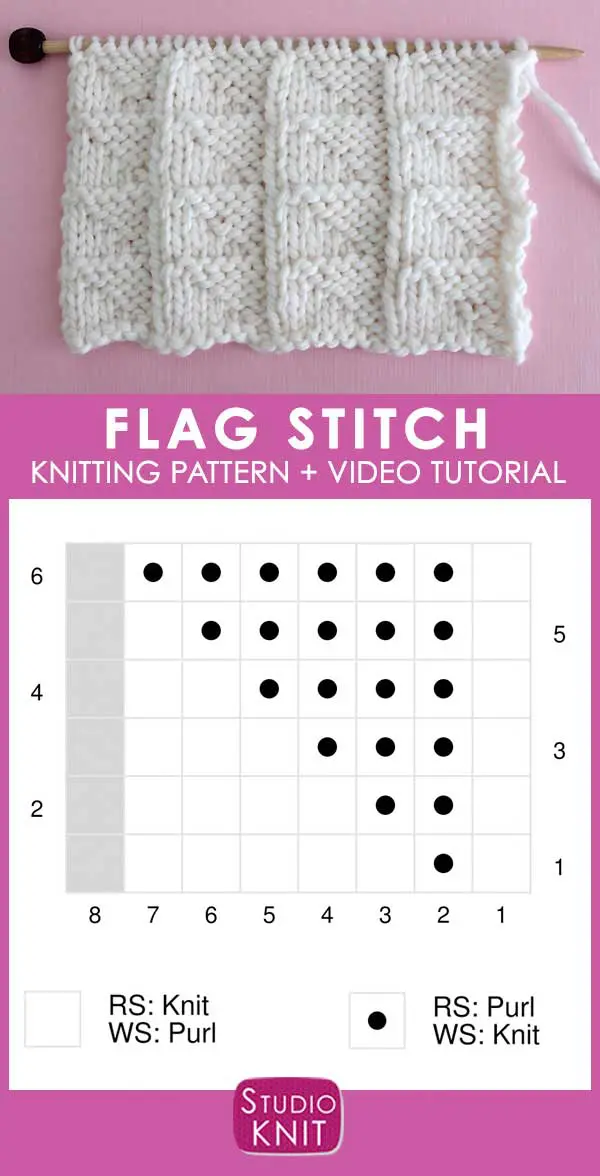 FLAG STITCH
KNITTING PATTERN + VIDEO TUTORIAL
6
5
4
3
2
1
8 7 6 5 4 3 2 1
RS: Knit
WS: Purl
RS: Purl
WS: Knit
STUDIO
KNIT